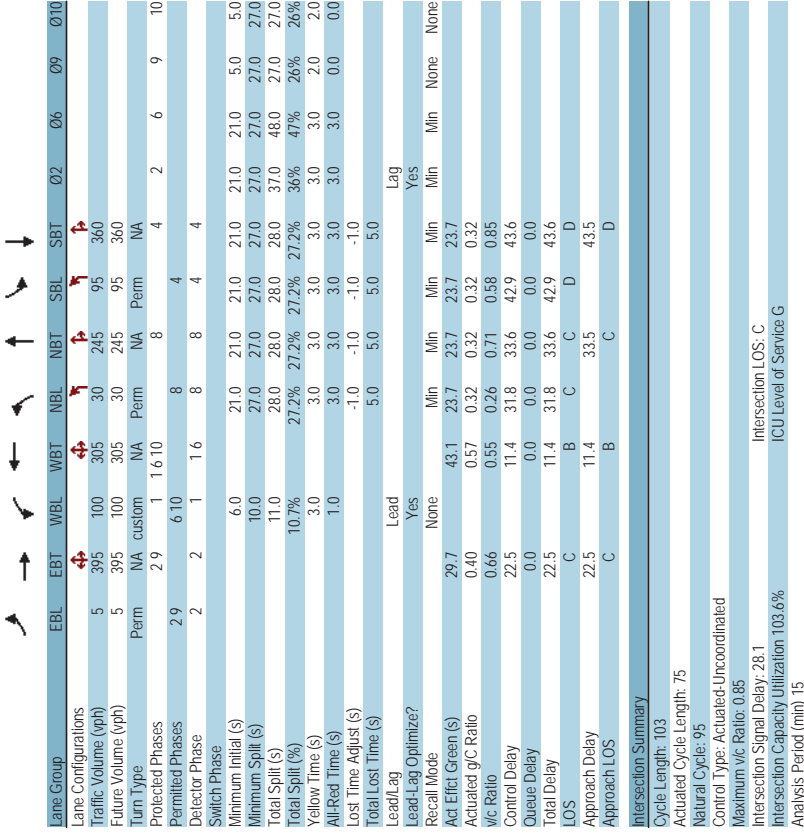 Lane Group EBL EBT WBL WBT NBL NBT SBL SBT Ø2 Ø6 Ø9 Ø10
Lane Configurations
Traffic Volume (vph) 5 395 100 305 30 245 95 360
Future Volume (vph) 5 395 100 305 30 245 95 360
Turn Type Perm NA custom NA Perm NA Perm NA
Protected Phases 2 9 1 1 6 10 8 4 2 6 9 10
Permitted Phases 2 9 6 10 8 4
Detector Phase 2 2 1 1 6 8 8 4 4
Switch Phase
Minimum Initial (s) 6.0 21.0 21.0 21.0 21.0 21.0 21.0 5.0 5.0
Minimum Split (s) 10.0 27.0 27.0 27.0 27.0 27.0 27.0 27.0 27.0
Total Split (s) 11.0 28.0 28.0 28.0 28.0 37.0 48.0 27.0 27.0
Total Split (%) 10.7% 27.2% 27.2% 27.2% 27.2% 36% 47% 26% 26%
Yellow Time (s) 3.0 3.0 3.0 3.0 3.0 3.0 3.0 2.0 2.0
All-Red Time (s) 1.0 3.0 3.0 3.0 3.0 3.0 3.0 0.0 0.0
Lost Time Adjust (s) -1.0 -1.0 -1.0 -1.0
Total Lost Time (s) 5.0 5.0 5.0 5.0
Lead/Lag Lead Lag
Lead-Lag Optimize? Yes Yes
Recall Mode None Min Min Min Min Min Min None None
Act Effct Green (s) 29.7 43.1 23.7 23.7 23.7 23.7
Actuated g/C Ratio 0.40 0.57 0.32 0.32 0.32 0.32
v/c Ratio 0.66 0.55 0.26 0.71 0.58 0.85
Control Delay 22.5 11.4 31.8 33.6 42.9 43.6
Queue Delay 0.0 0.0 0.0 0.0 0.0 0.0
Total Delay 22.5 11.4 31.8 33.6 42.9 43.6
LOS C B C C D D
Approach Delay 22.5 11.4 33.5 43.5
Approach LOS C B C D
Intersection Summary
Cycle Length: 103
Actuated Cycle Length: 75
Natural Cycle: 95
Control Type: Actuated-Uncoordinated
Maximum v/c Ratio: 0.85
Intersection Signal Delay: 28.1 Intersection LOS: C
Intersection Capacity Utilization 103.6% ICU Level of Service G
Analysis Period (min) 15